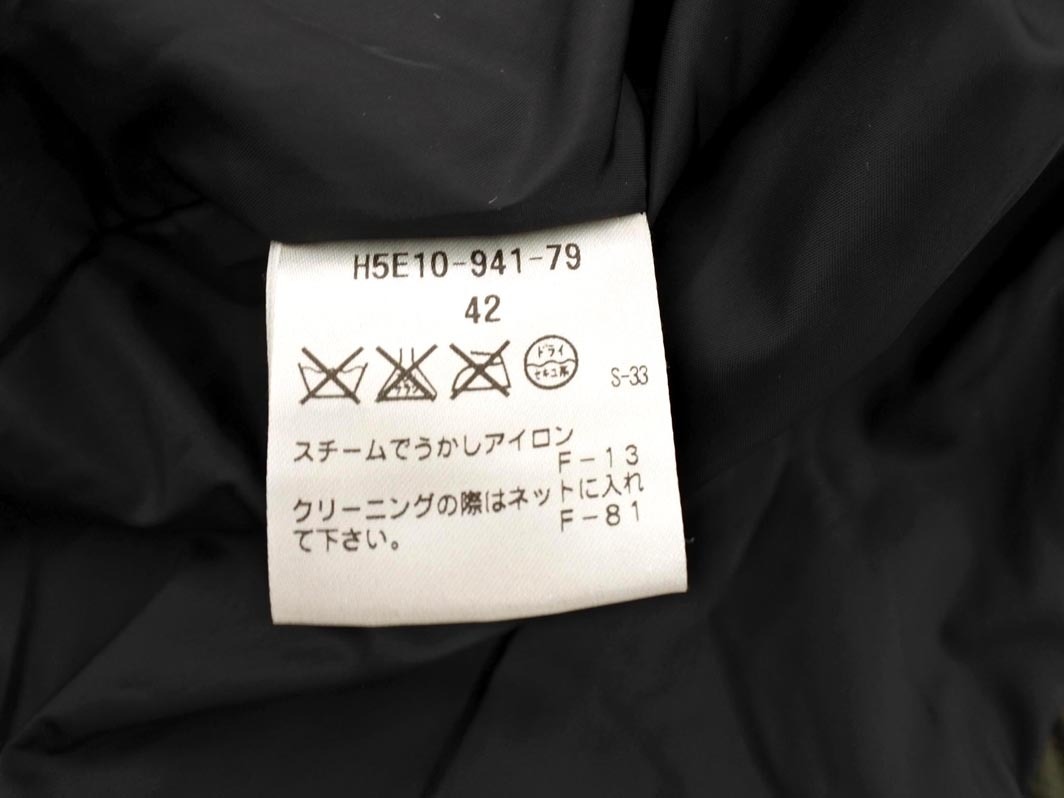 H5E10-941-79
42
ドライ
セキユ系
S-33
スチームでうかしアイロン
F-13
クリーニングの際はネットに入れ
F-81
て下さい。